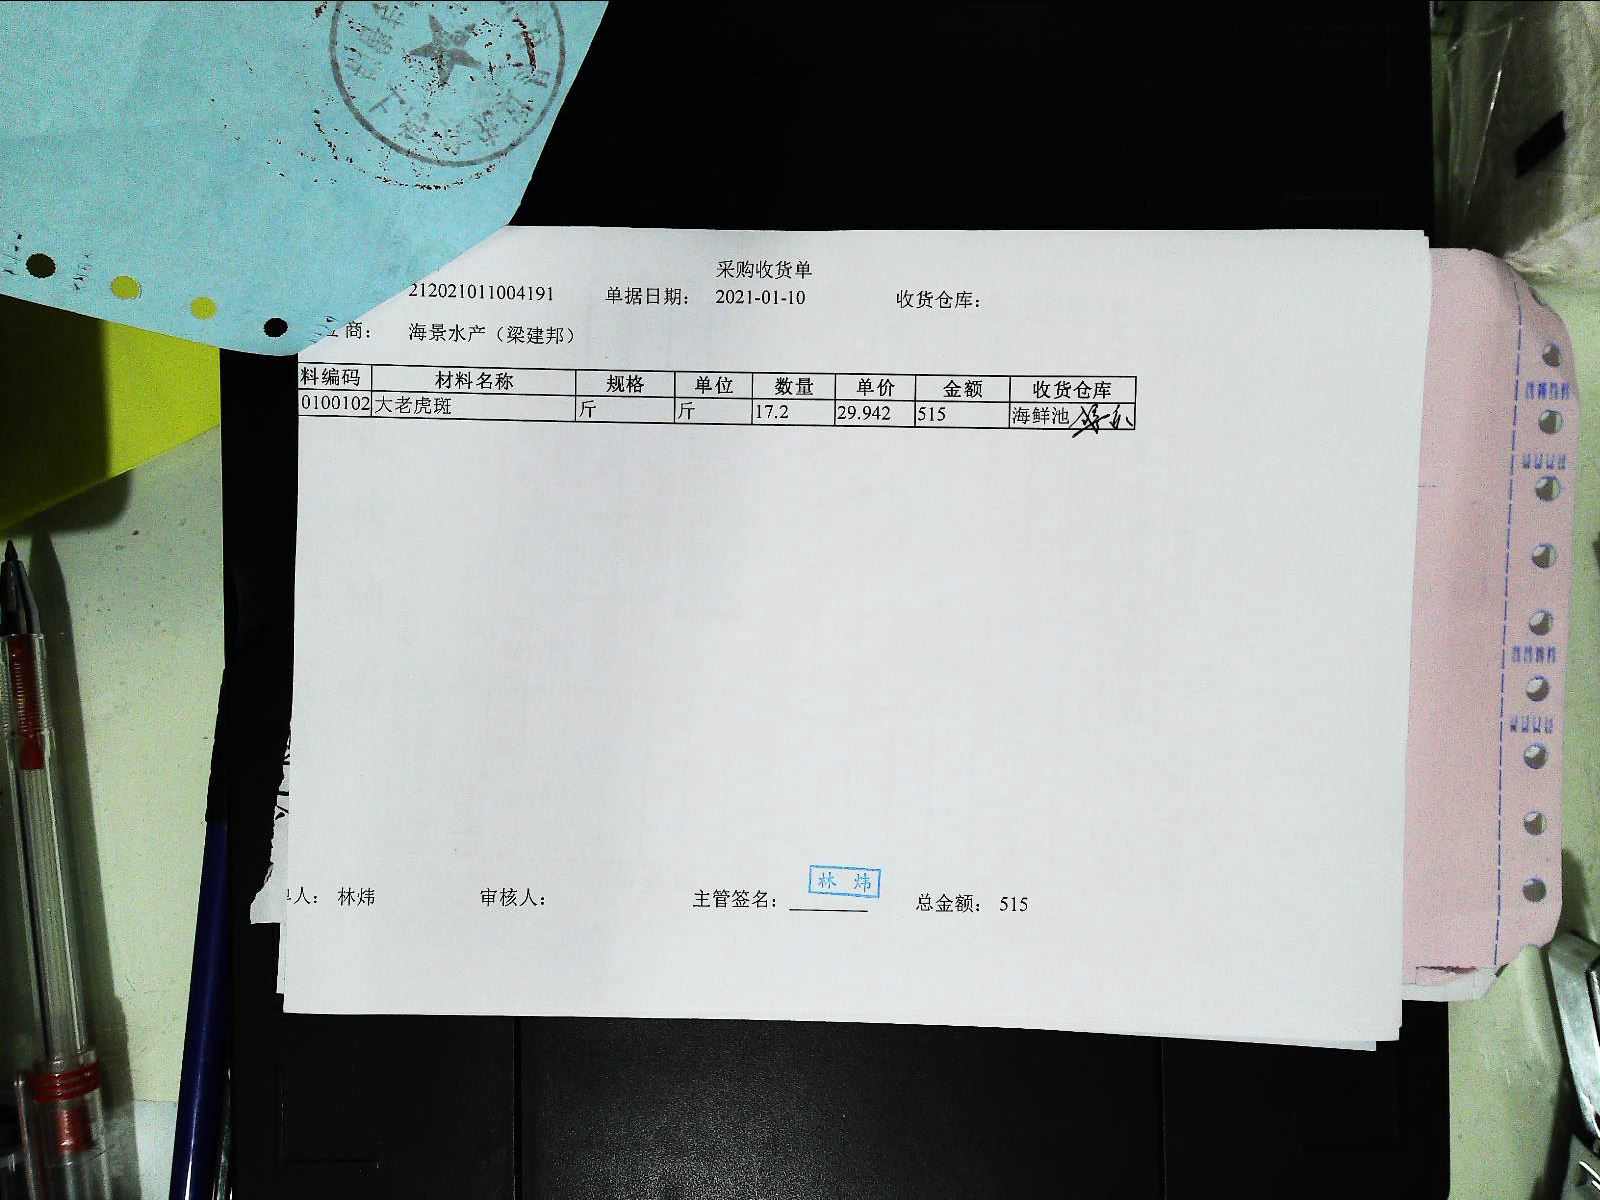 采购收货单
212021011004191 单据日期: 2021-01-10 收货仓库:
商: 海景水产（梁建邦）
料编码 材料名称 规格 单位 数量 单价 金额 收货仓库
0100102 大老虎斑 斤 斤 17.2 29.942 515 海鲜池
林 炜
人: 林炜 审核人: 主管签名: 总金额: 515